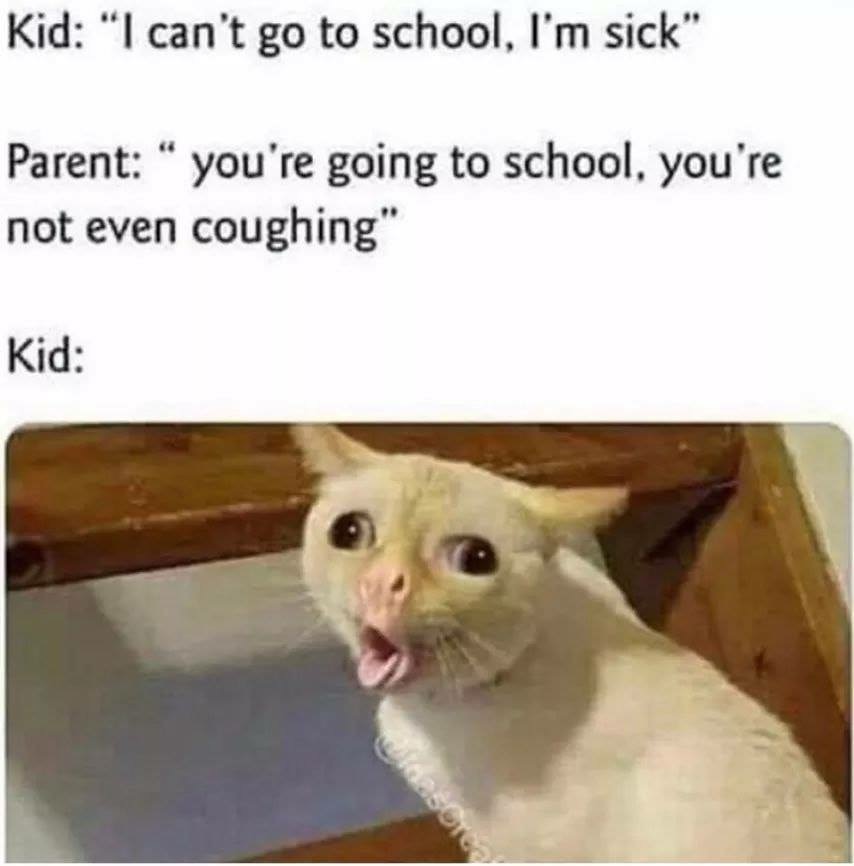 Kid: “I can't go to school, I'm sick”
Parent: “ you're going to school, you're
not even coughing”
Kid: